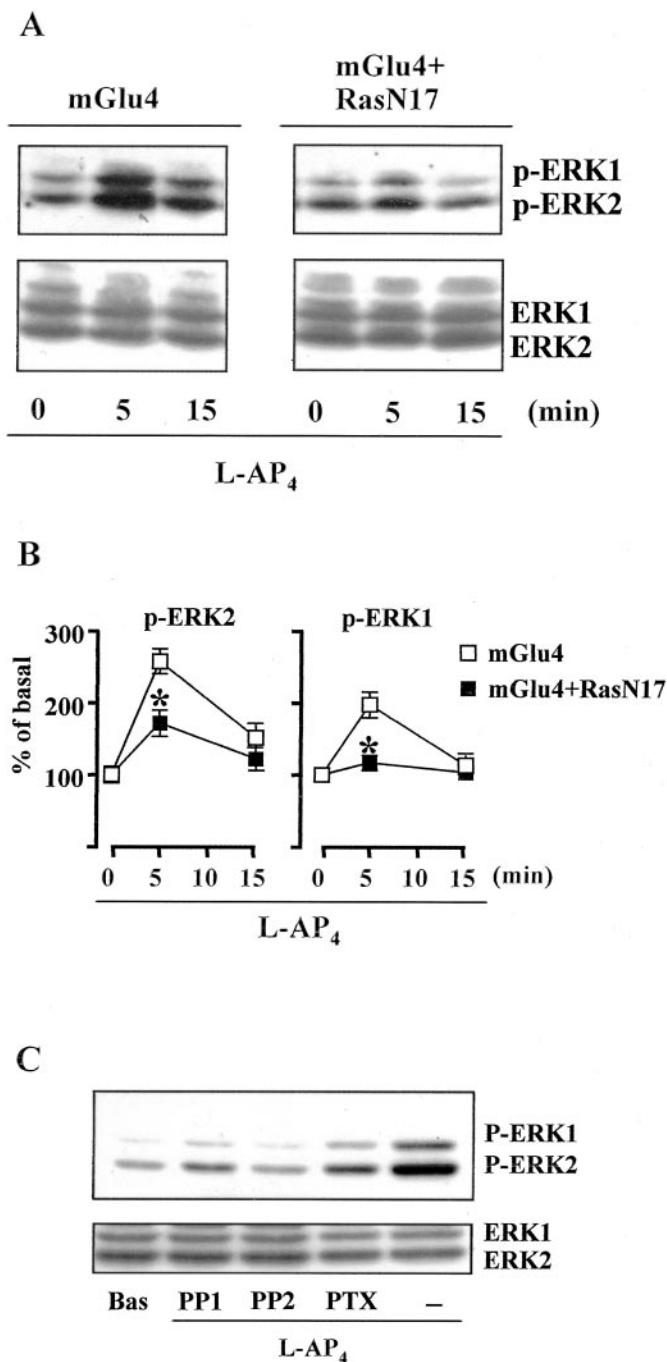 A
mGlu4
mGlu4+
RasN17
p-ERK1
p-ERK2
ERK1
ERK2
0 5 15 0 5 15 (min)
L-AP4
B
p-ERK2 p-ERK1
300
200
100
% of basal
*
*
mGlu4
mGlu4+RasN17
0 5 10 15 0 5 10 15 (min)
L-AP4
C
P-ERK1
P-ERK2
ERK1
ERK2
Bas PP1 PP2 PTX –
L-AP4